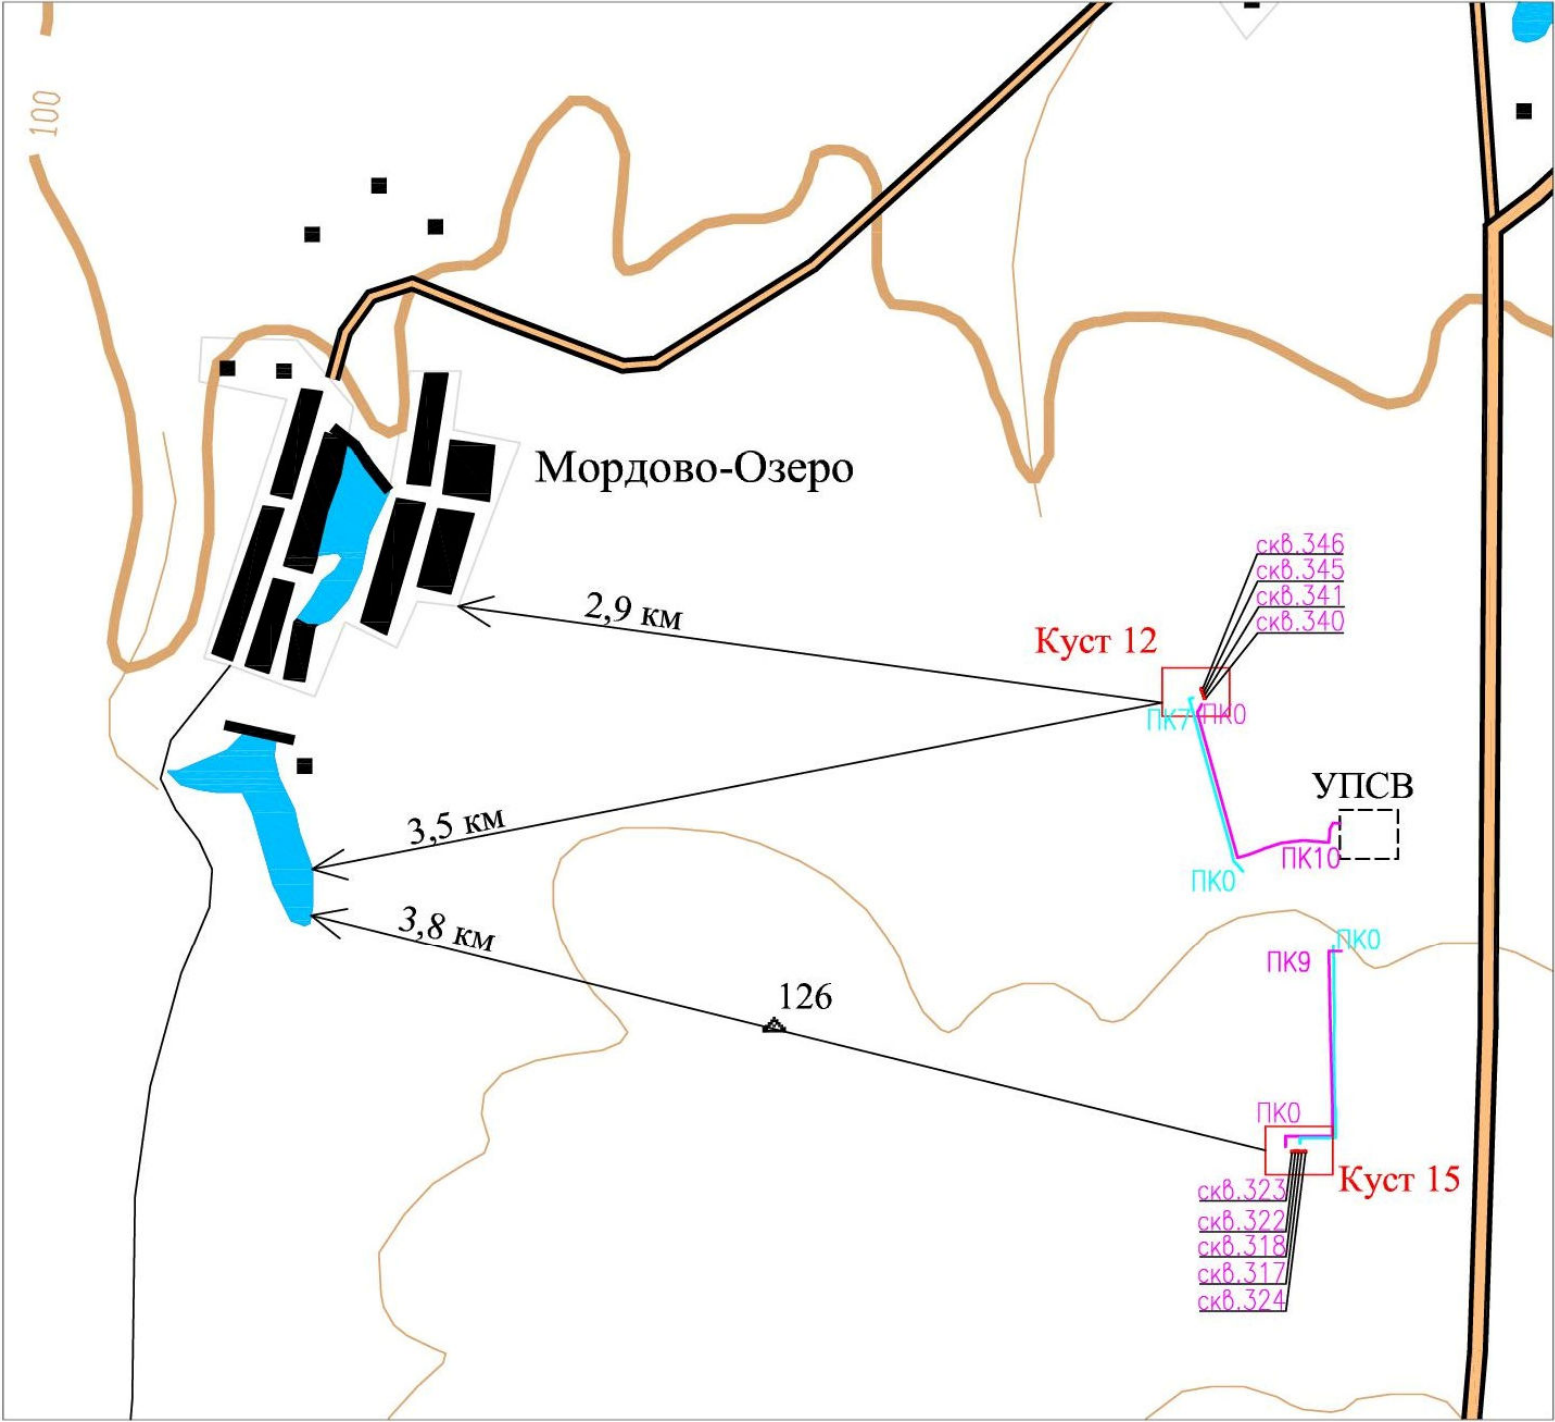 100
Мордово-Озеро
скв.346
скв.345
скв.341
скв.340
2,9 км
Куст 12
ПК7
ПК0
УПСВ
3,5 км
ПК10
ПК0
3,8 км
ПК0
ПК9
126
ПК0
Куст 15
скв.323
скв.322
скв.318
скв.317
скв.324